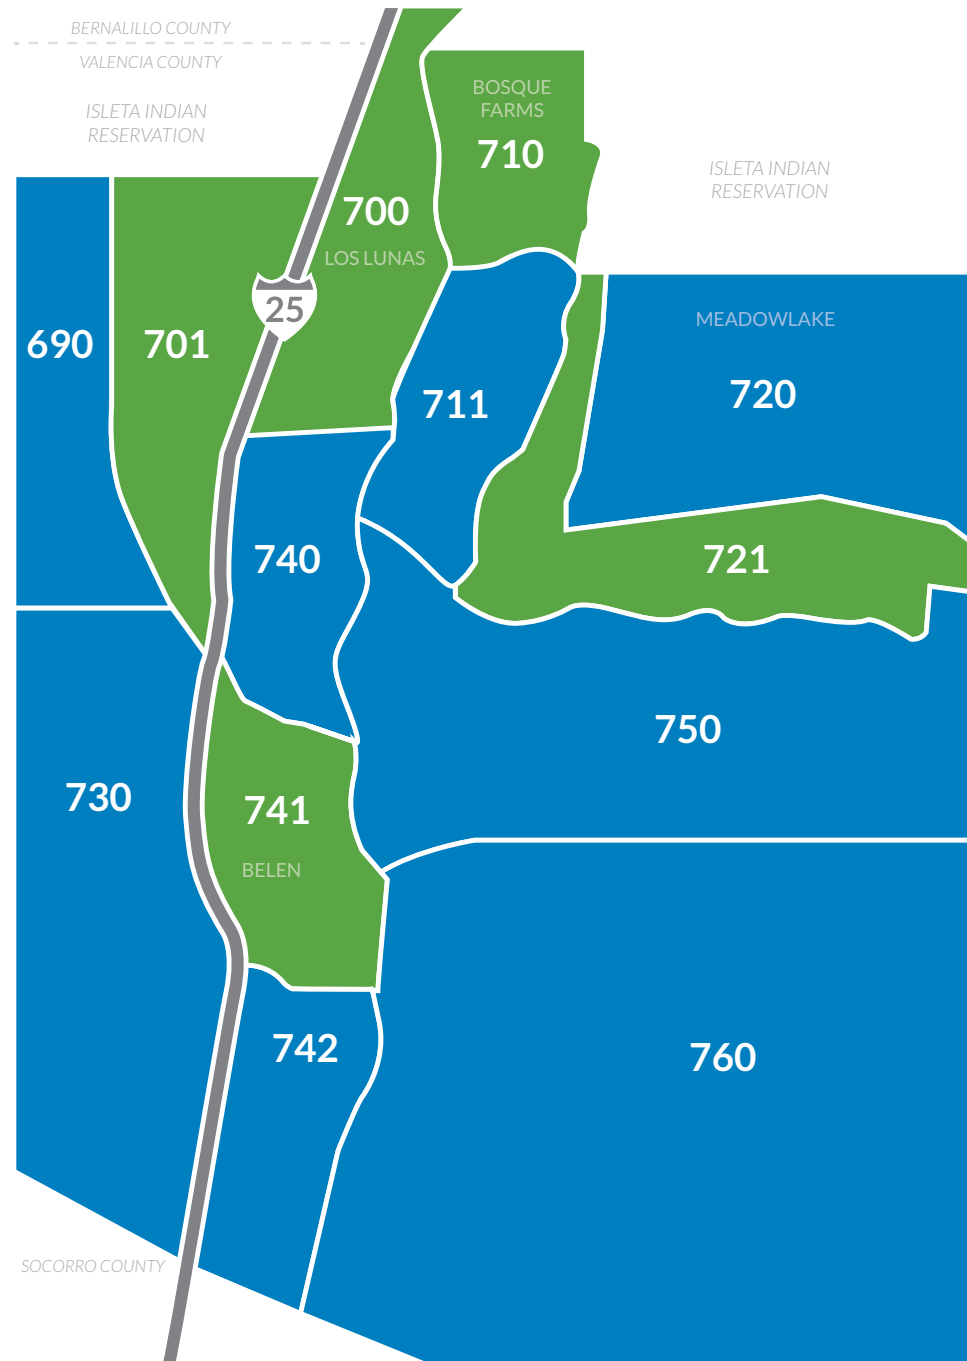 BERNALILLO COUNTY
VALENCIA COUNTY
ISLETA INDIAN
RESERVATION
BOSQUE
FARMS
710
ISLETA INDIAN
RESERVATION
700
LOS LUNAS
25
MEADOWLAKE
690
701
720
711
740
721
750
730
741
BELEN
742
760
SOCORRO COUNTY